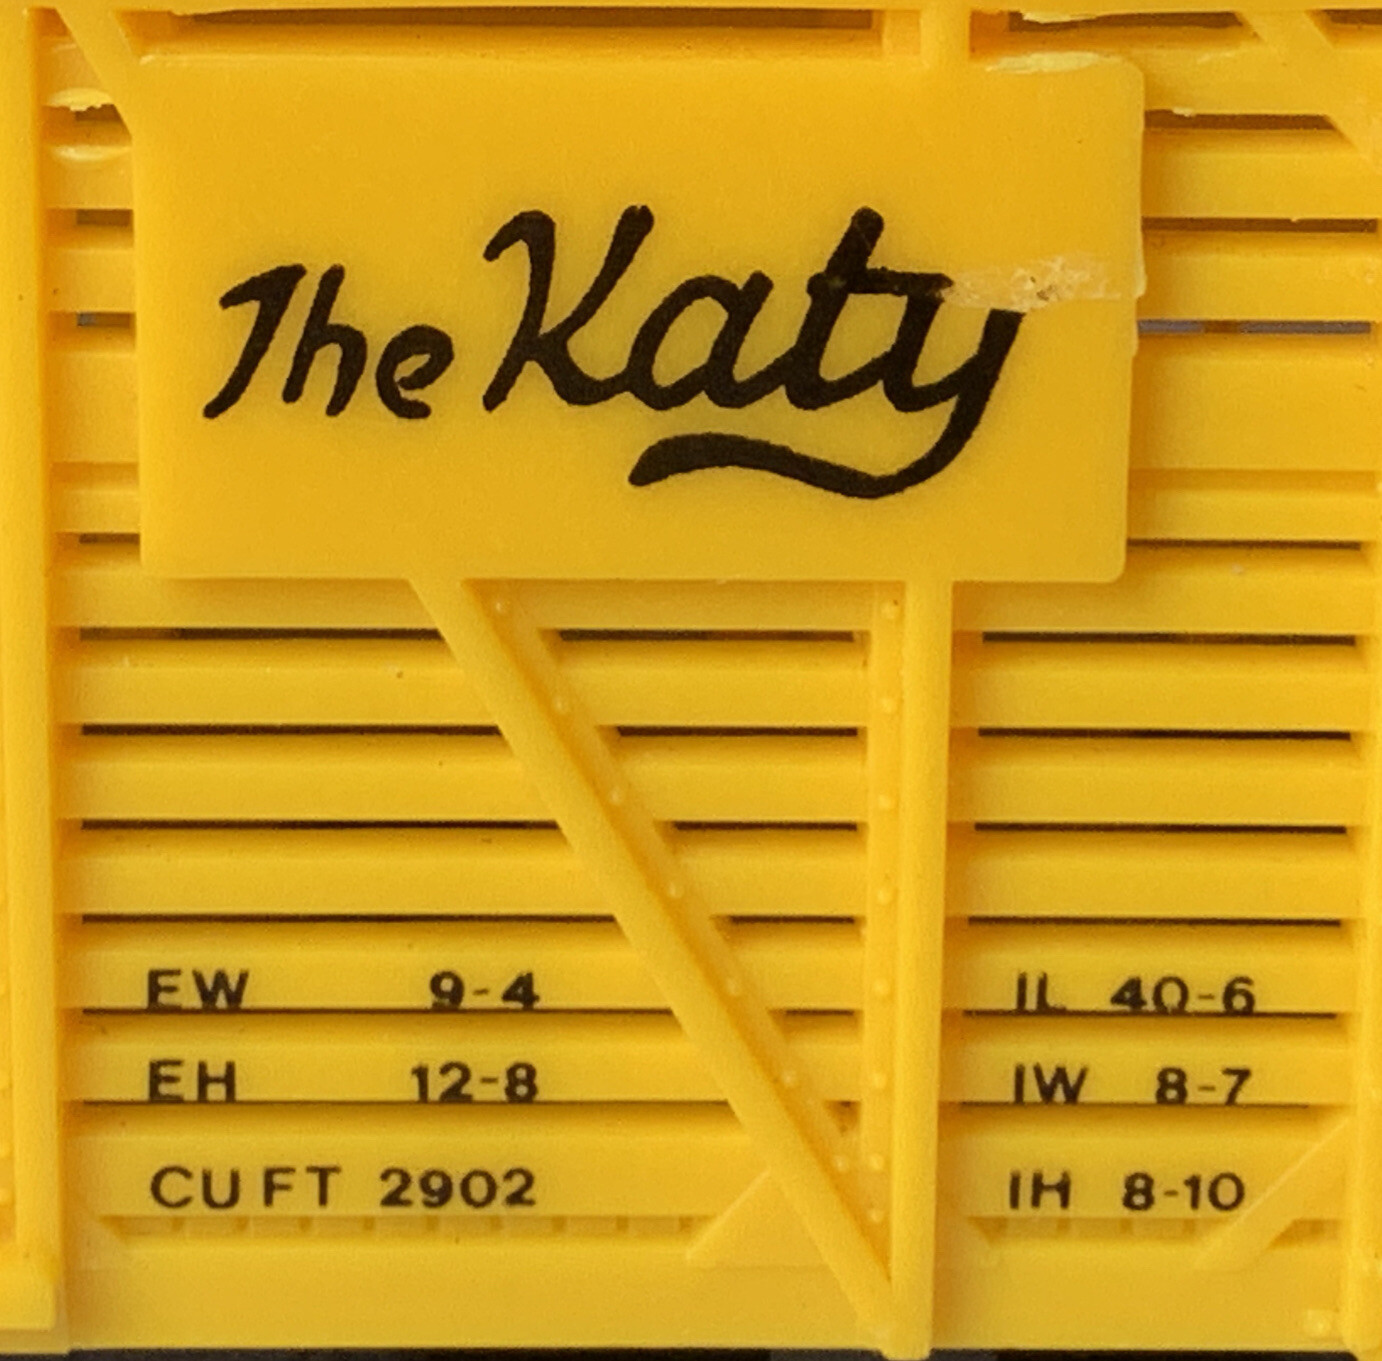 The Katy
EW 9-4
EH 12-8
CU FT 2902
IL 40-6
IW 8-7
IH 8-10